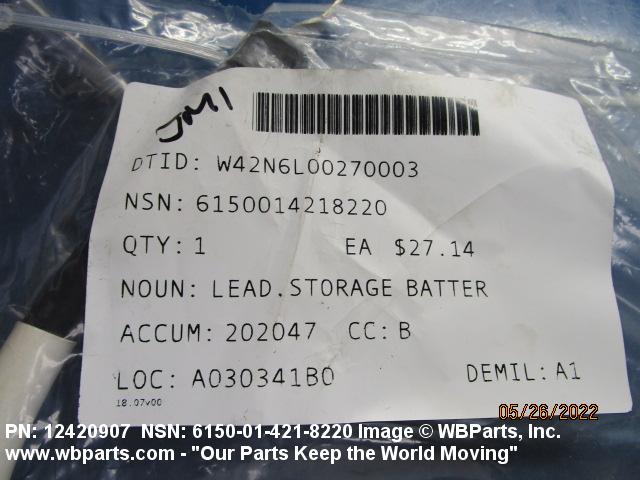 JM1
DTID: W42N6L00270003
NSN: 6150014218220
QTY: 1 EA $27.14
NOUN: LEAD.STORAGE BATTER
ACCUM: 202047 CC: B
LOC: A030341B0 DEMIL: A1
18.07v00
05/26/2022
PN: 12420907 NSN: 6150-01-421-8220 Image © WBParts, Inc.
www.wbparts.com - "Our Parts Keep the World Moving"